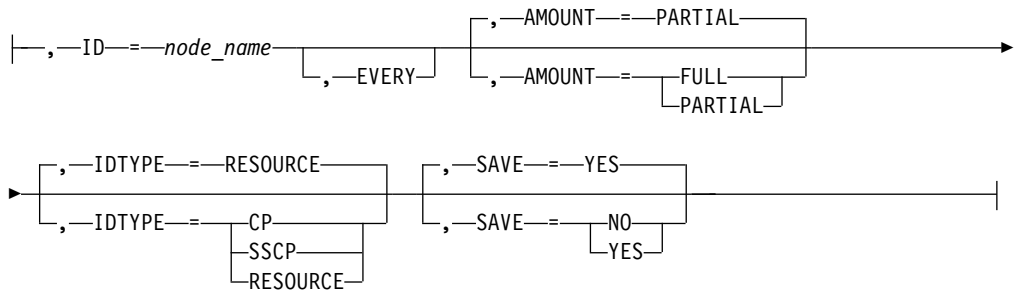 , AMOUNT = PARTIAL
, ID = node_name
, EVERY
, AMOUNT = FULL
PARTIAL
, IDTYPE = RESOURCE
, SAVE = YES
, IDTYPE = CP
SSCP
RESOURCE
, SAVE = NO
YES